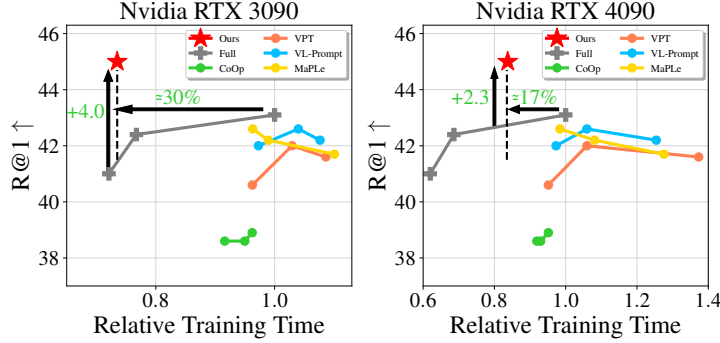 Nvidia RTX 3090
46
44
42
40
38
R@1 ↑
Ours
Full
CoOp
VPT
VL-Prompt
MaPLe
+4.0
≈30%
0.8
1.0
Relative Training Time
Nvidia RTX 4090
46
44
42
40
38
R@1 ↑
Ours
Full
CoOp
VPT
VL-Prompt
MaPLe
+2.3
≈17%
0.6
0.8
1.0
1.2
1.4
Relative Training Time